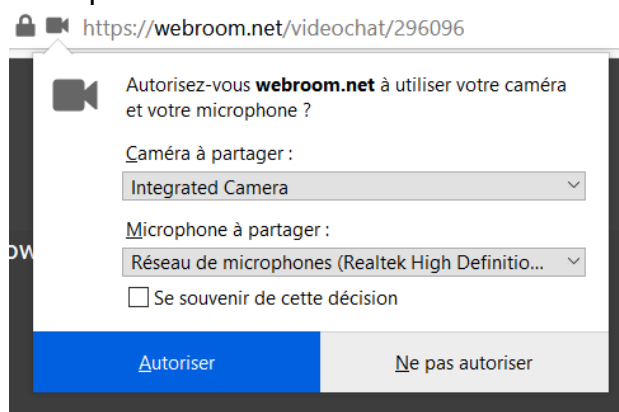 https://webroom.net/videochat/296096
Autorisez-vous webroom.net à utiliser votre caméra
et votre microphone ?
Caméra à partager :
Integrated Camera
Microphone à partager :
Réseau de microphones (Realtek High Definitio...
Se souvenir de cette décision
Autoriser
Ne pas autoriser